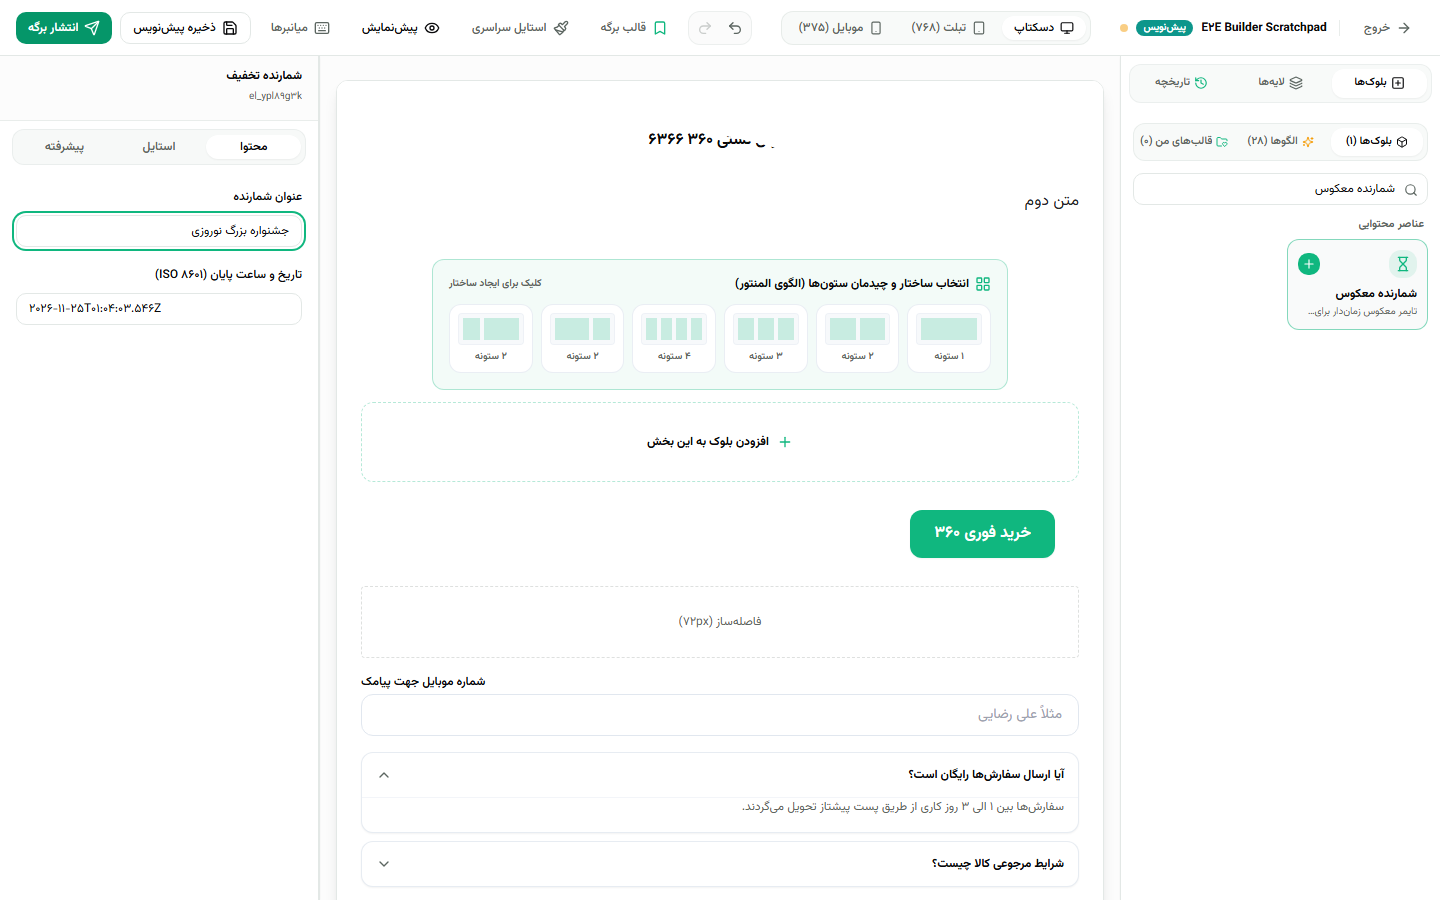 خروج
E2E Builder Scratchpad
پیش‌نویس
دسکتاپ
تبلت (۷۶۸)
موبایل (۳۷۵)
قالب برگه
استایل سراسری
پیش‌نمایش
میانبرها
ذخیره پیش‌نویس
انتشار برگه
بلوک‌ها
لایه‌ها
تاریخچه
بلوک‌ها (۱)
الگوها (۲۸)
قالب‌های من (۰)
شمارنده معکوس
عناصر محتوایی
شمارنده معکوس
تایمر معکوس زمان‌دار برای...
تستی ۳۶۰ ۶۳۶۶
متن دوم
انتخاب ساختار و چیدمان ستون‌ها (الگوی المنتور)
کلیک برای ایجاد ساختار
۱ ستونه
۲ ستونه
۳ ستونه
۴ ستونه
۲ ستونه
۲ ستونه
افزودن بلوک به این بخش
خرید فوری ۳۶۰
فاصله‌ساز (۷۲px)
شماره موبایل جهت پیامک
مثلاً علی رضایی
آیا ارسال سفارش‌ها رایگان است؟
سفارش‌ها بین ۱ الی ۳ روز کاری از طریق پست پیشتاز تحویل می‌گردند.
شرایط مرجوعی کالا چیست؟
شمارنده تخفیف
el_ypl۸۹g۳k
محتوا
استایل
پیشرفته
عنوان شمارنده
جشنواره بزرگ نوروزی
تاریخ و ساعت پایان (ISO ۸۶۰۱)
۲۰۲۶-۱۱-۲۵T۰۱:۰۴:۰۳.۵۴۶Z